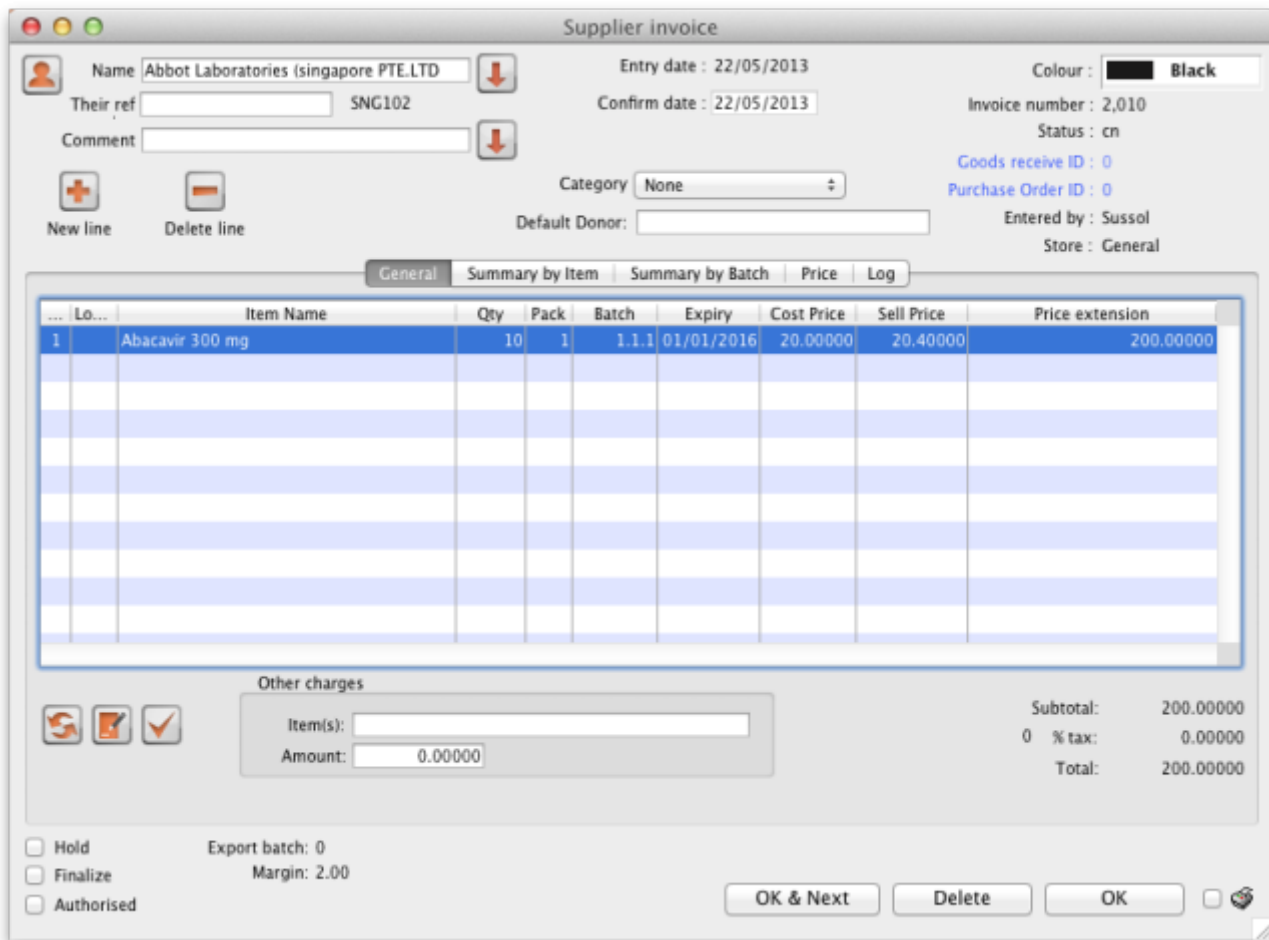 Supplier invoice
Name Abbot Laboratories (singapore PTE.LTD
Entry date : 22/05/2013
Colour : Black
Their ref SNG102
Confirm date : 22/05/2013
Invoice number : 2,010
Status : cn
Comment
Goods receive ID : 0
Category None
Purchase Order ID : 0
New line Delete line
Default Donor:
Entered by : Sussol
Store : General
General Summary by Item Summary by Batch Price Log
... Lo... Item Name Qty Pack Batch Expiry Cost Price Sell Price Price extension
1 Abacavir 300 mg 10 1 1.1.1 01/01/2016 20.00000 20.40000 200.00000
Other charges
Item(s):
Amount: 0.00000
Subtotal: 200.00000
0 % tax: 0.00000
Total: 200.00000
Hold Export batch: 0
Finalize Margin: 2.00
Authorised
OK & Next Delete OK